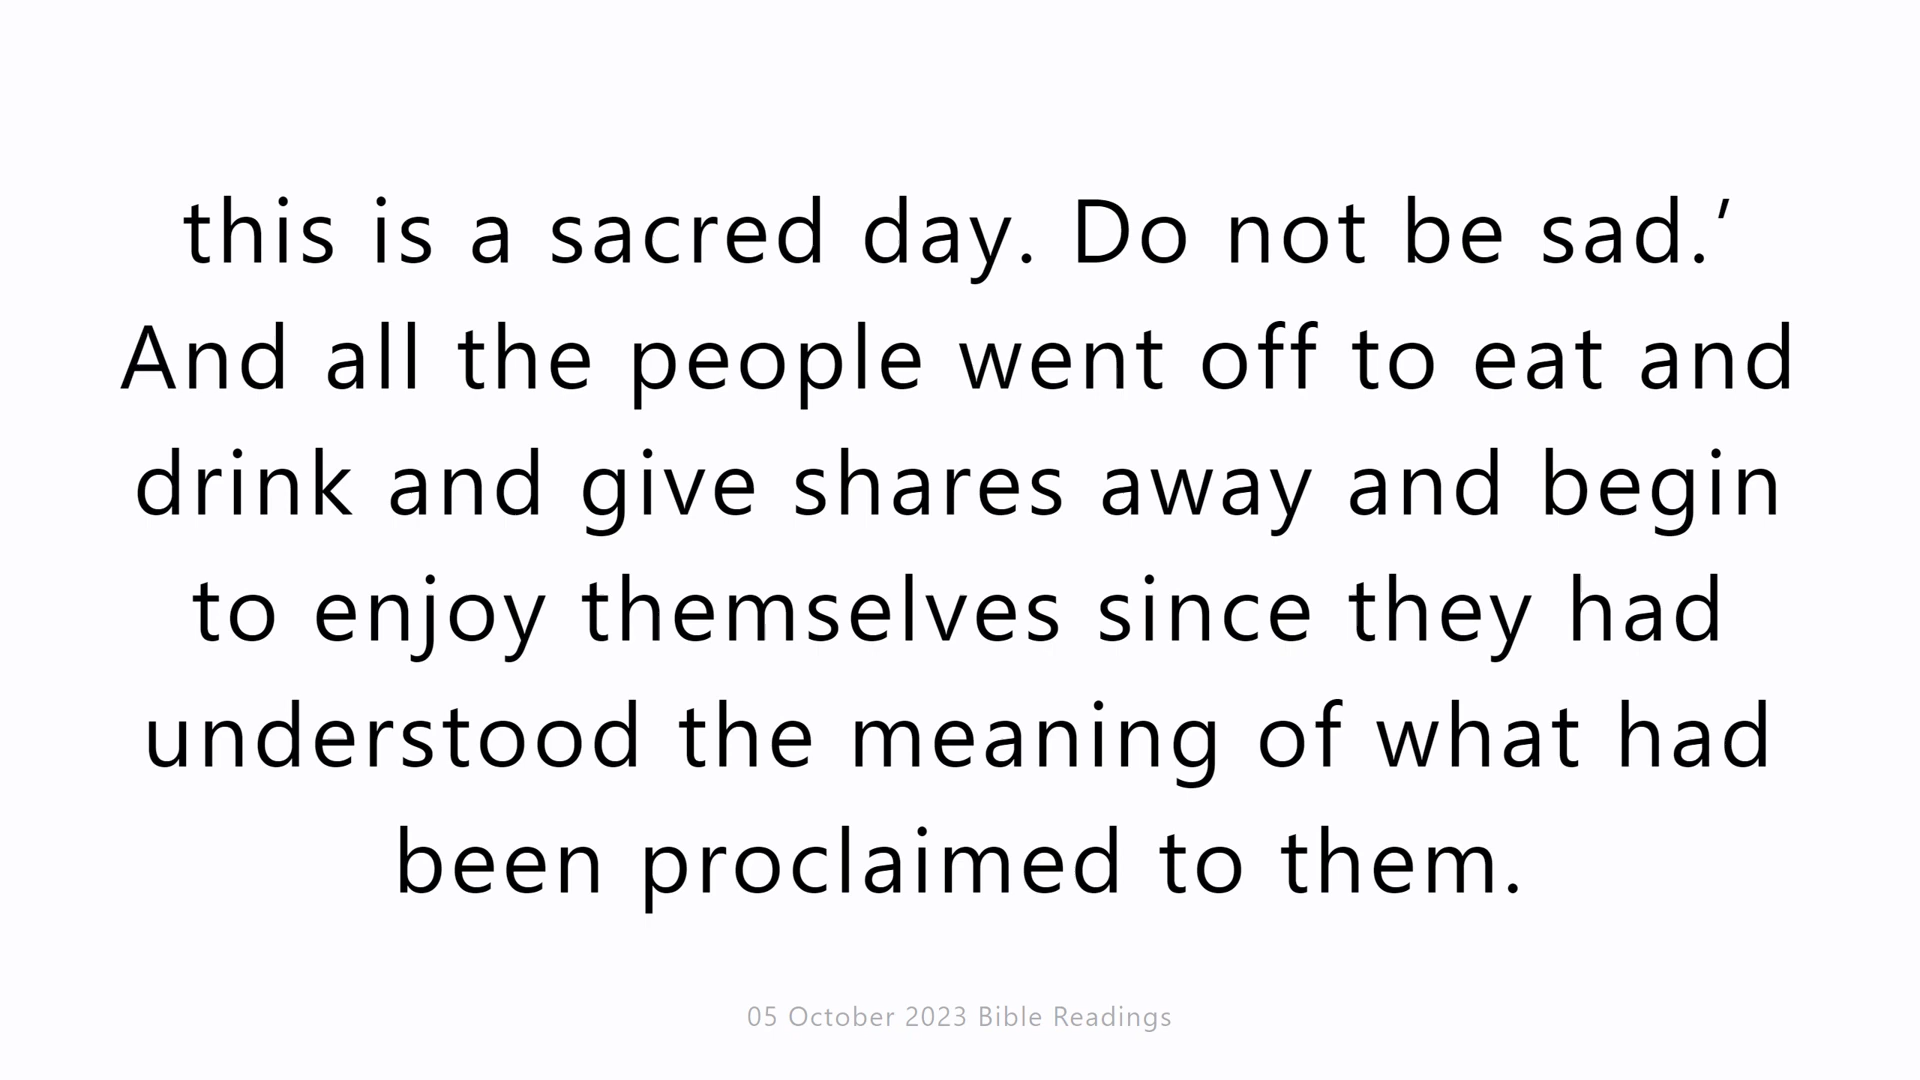 this is a sacred day. Do not be sad.’
And all the people went off to eat and
drink and give shares away and begin
to enjoy themselves since they had
understood the meaning of what had
been proclaimed to them.
05 October 2023 Bible Readings